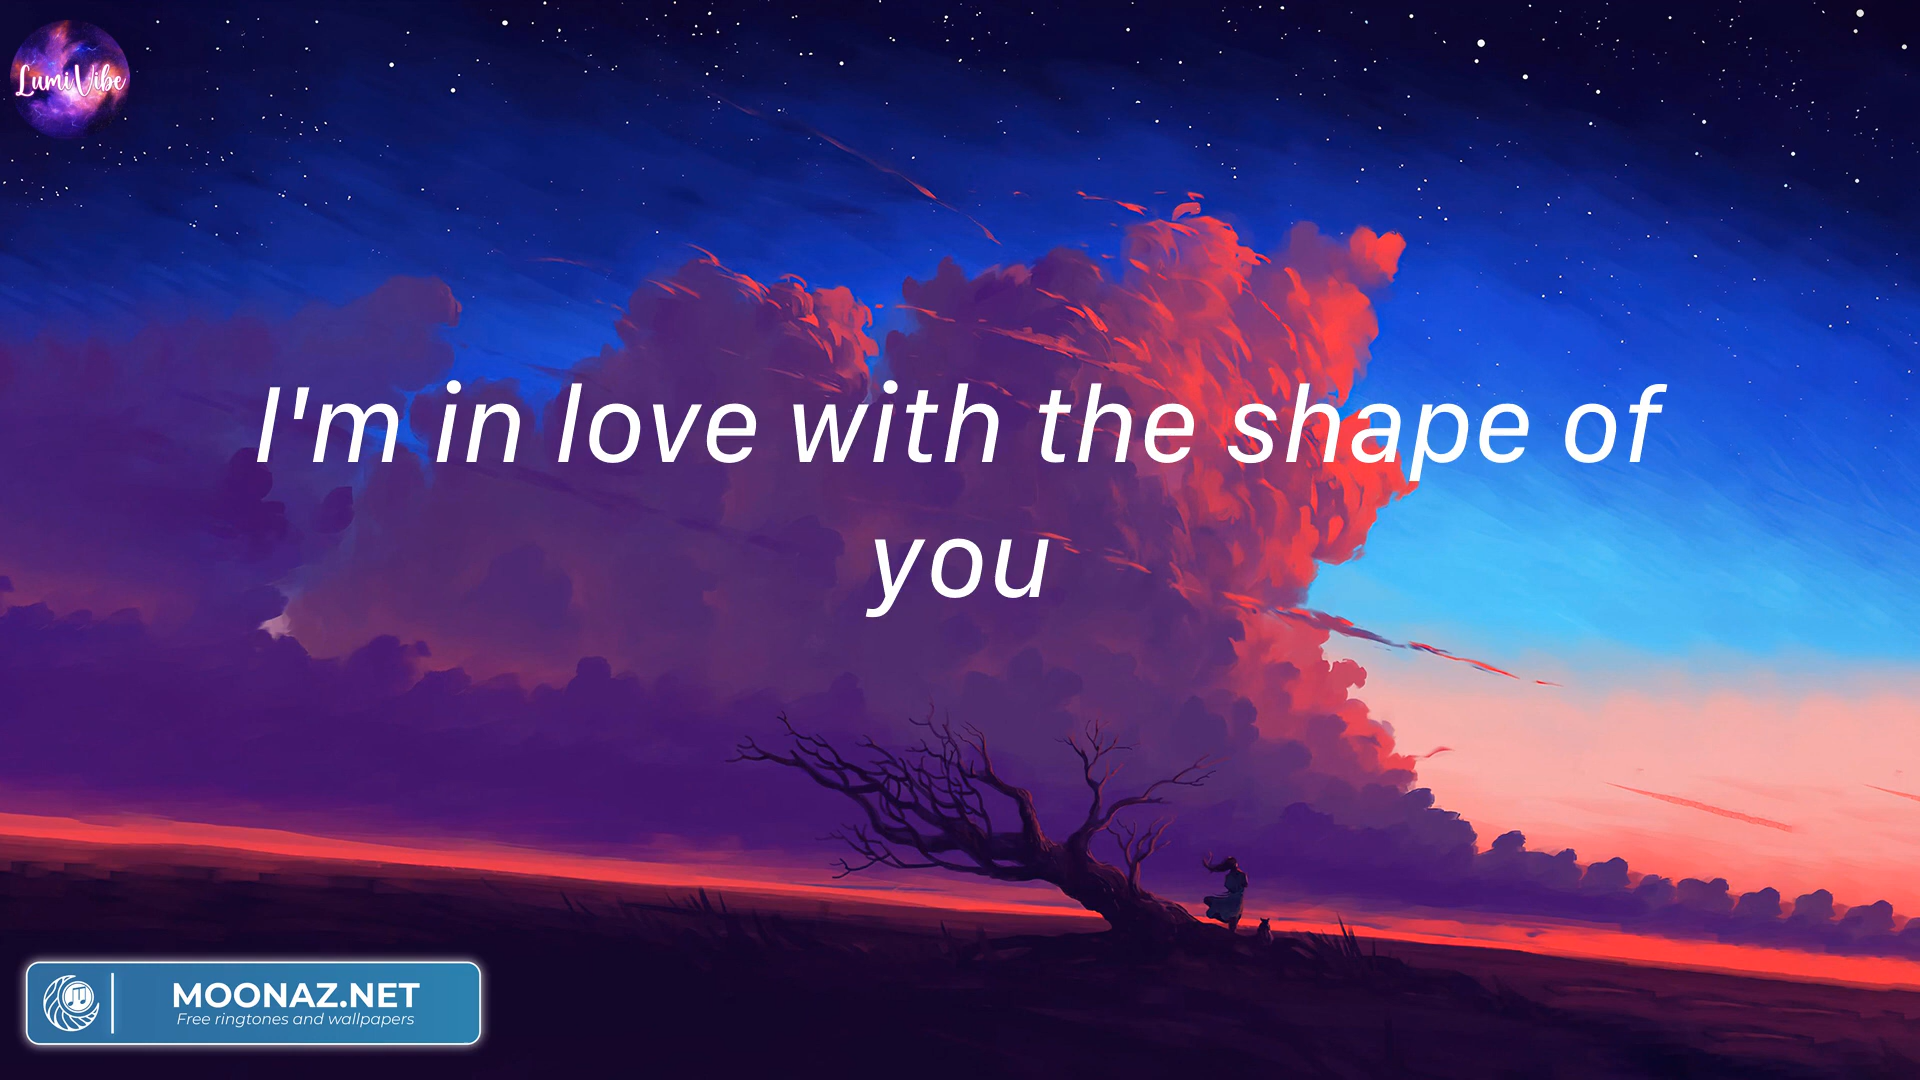 LumiVibe
I'm in love with the shape of
you
MOONAZ.NET
Free ringtones and wallpapers